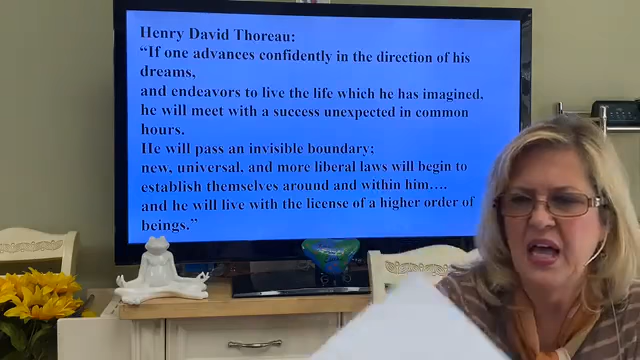 Henry David Thoreau:
“If one advances confidently in the direction of his
dreams,
and endeavors to live the life which he has imagined,
he will meet with a success unexpected in common
hours.
He will pass an invisible boundary;
new, universal, and more liberal laws will begin to
establish themselves around and within him….
and he will live with the license of a higher order of
beings.”